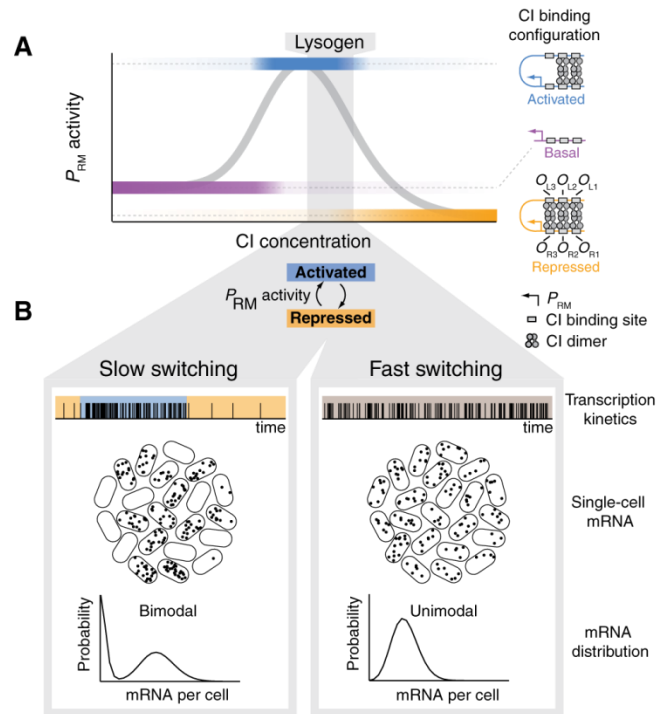 A
Lysogen
CI binding
configuration
PRM activity
Activated
Basal
OL3 OL2 OL1
OR3 OR2 OR1
Repressed
CI concentration
Activated
PRM activity
Repressed
PRM
CI binding site
CI dimer
B
Slow switching
Fast switching
time
time
Transcription
kinetics
Single-cell
mRNA
Bimodal
Probability
mRNA per cell
Unimodal
Probability
mRNA per cell
mRNA
distribution